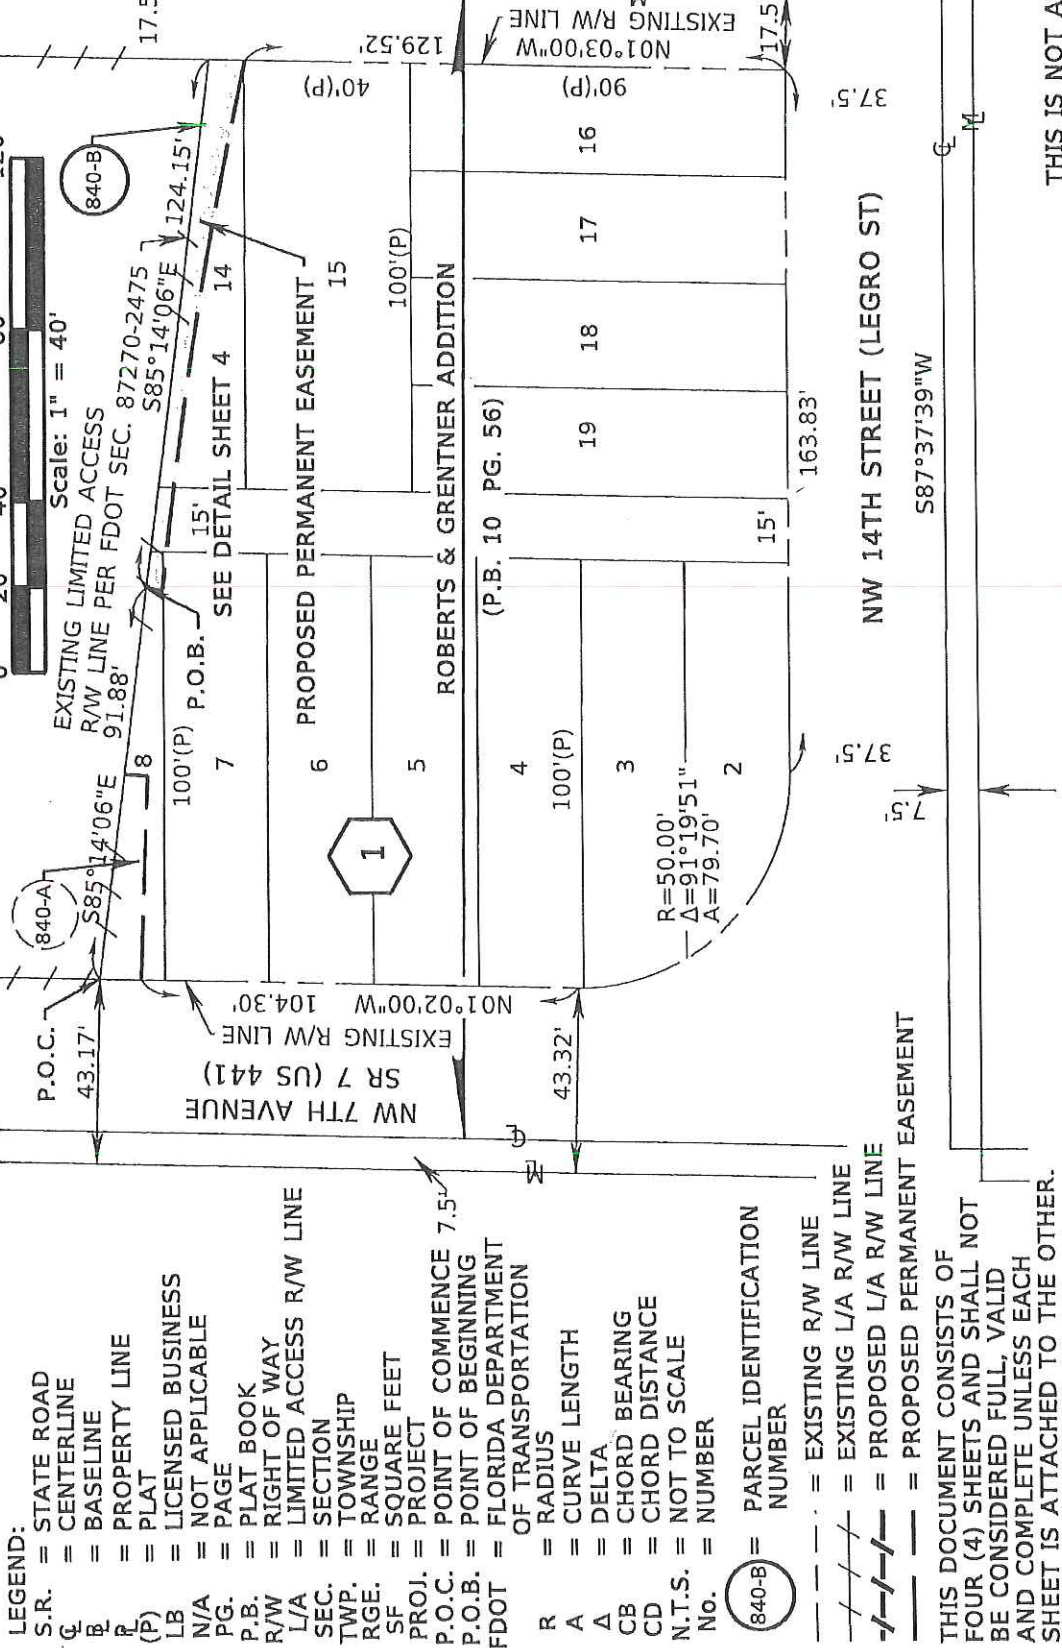 LEGEND:
S.R. = STATE ROAD
C̲L = CENTERLINE
B̲L = BASELINE
P̲L = PROPERTY LINE
(P) = PLAT
LB = LICENSED BUSINESS
N/A = NOT APPLICABLE
PG. = PAGE
P.B. = PLAT BOOK
R/W = RIGHT OF WAY
L/A = LIMITED ACCESS R/W LINE
SEC. = SECTION
TWP. = TOWNSHIP
RGE. = RANGE
SF = SQUARE FEET
PROJ. = PROJECT
P.O.C. = POINT OF COMMENCE
P.O.B. = POINT OF BEGINNING
FDOT = FLORIDA DEPARTMENT
OF TRANSPORTATION
R = RADIUS
A = CURVE LENGTH
Δ = DELTA
CB = CHORD BEARING
CD = CHORD DISTANCE
N.T.S. = NOT TO SCALE
No. = NUMBER
840-B = PARCEL IDENTIFICATION
NUMBER
= EXISTING R/W LINE
= EXISTING L/A R/W LINE
= PROPOSED L/A R/W LINE
= PROPOSED PERMANENT EASEMENT
THIS DOCUMENT CONSISTS OF
FOUR (4) SHEETS AND SHALL NOT
BE CONSIDERED FULL, VALID
AND COMPLETE UNLESS EACH
SHEET IS ATTACHED TO THE OTHER.
Scale: 1" = 40'
EXISTING LIMITED ACCESS
R/W LINE PER FDOT SEC. 87270-2475
91.88'
S85°14'06"E
124.15'
840-B
840-A
S85°14'06"E
P.O.C.
43.17'
P.O.B.
8
100'(P)
7
6
5
4
100'(P)
3
2
1
15'
SEE DETAIL SHEET 4
14
PROPOSED PERMANENT EASEMENT
15
40'(P)
100'(P)
ROBERTS & GRENTNER ADDITION
(P.B. 10 PG. 56)
19
18
17
16
90'(P)
129.52'
N01°03'00"W
EXISTING R/W LINE
17.5
17.5
EXISTING R/W LINE
N01°02'00"W 104.30'
NW 7TH AVENUE
SR 7 (US 441)
43.32'
C̲L
M̲L
7.5'
R=50.00'
Δ=91°19'51"
A=79.70'
15'
163.83'
37.5'
37.5'
7.5'
NW 14TH STREET (LEGRO ST)
S87°37'39"W
C̲L
M̲L
THIS IS NOT A